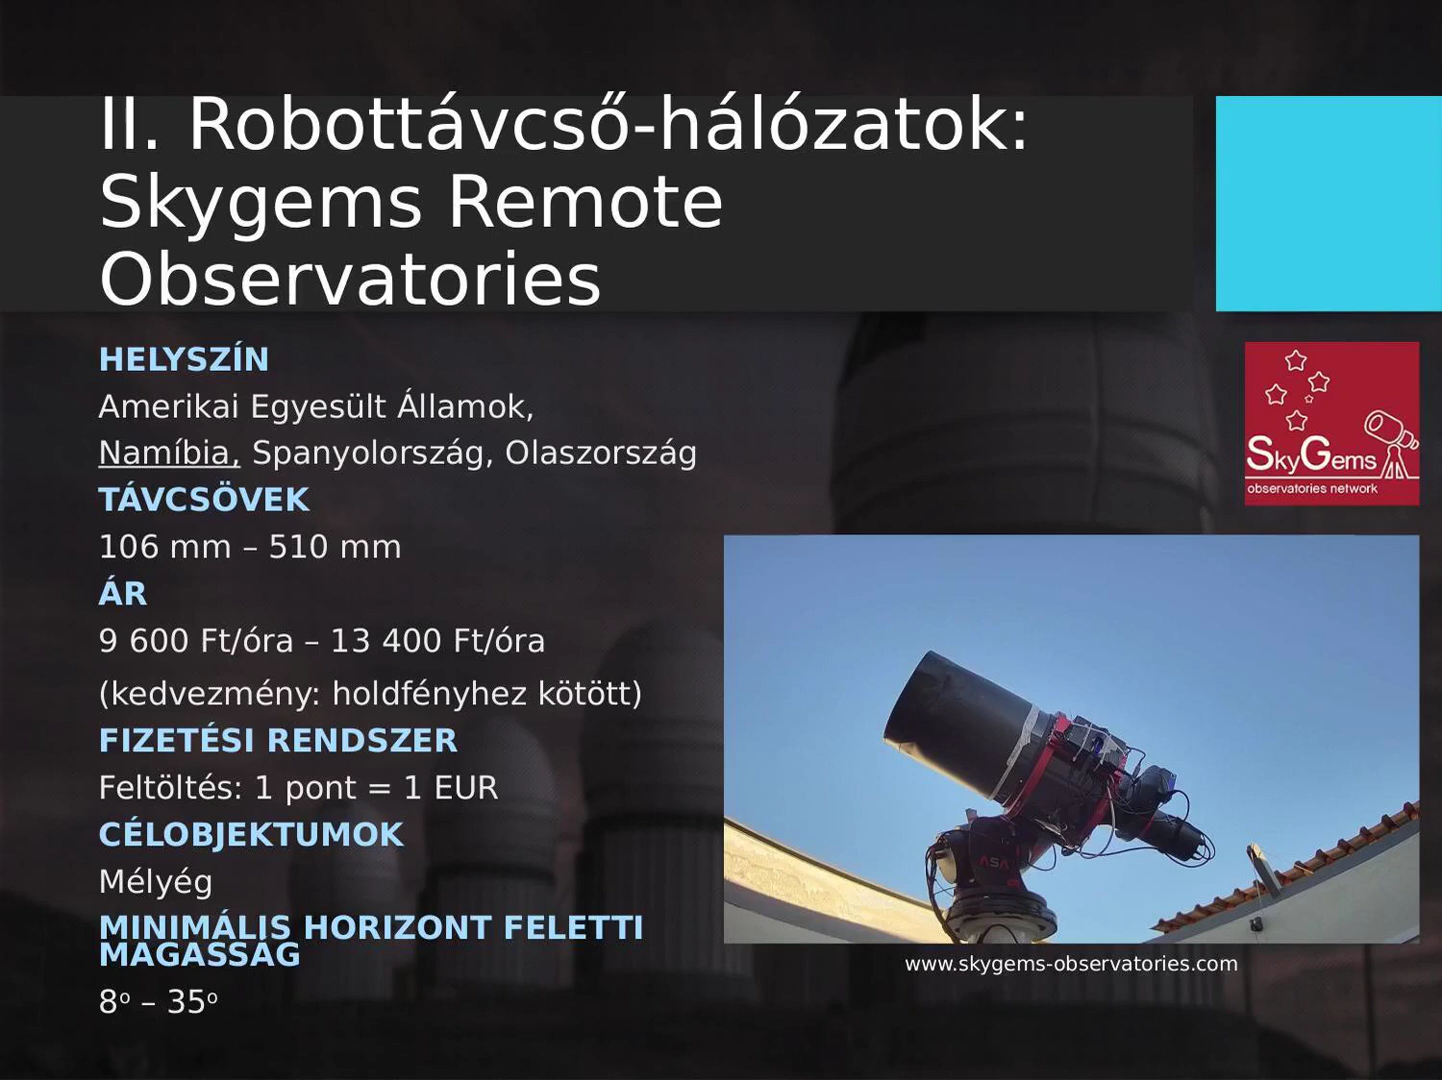 II. Robottávcső-hálózatok:
Skygems Remote
Observatories
HELYSZÍN
Amerikai Egyesült Államok,
Namíbia, Spanyolország, Olaszország
TÁVCSÖVEK
106 mm – 510 mm
ÁR
9 600 Ft/óra – 13 400 Ft/óra
(kedvezmény: holdfényhez kötött)
FIZETÉSI RENDSZER
Feltöltés: 1 pont = 1 EUR
CÉLOBJEKTUMOK
Mélyég
MINIMÁLIS HORIZONT FELETTI
MAGASSÁG
8º – 35º
SkyGems
observatories network
ASA
www.skygems-observatories.com